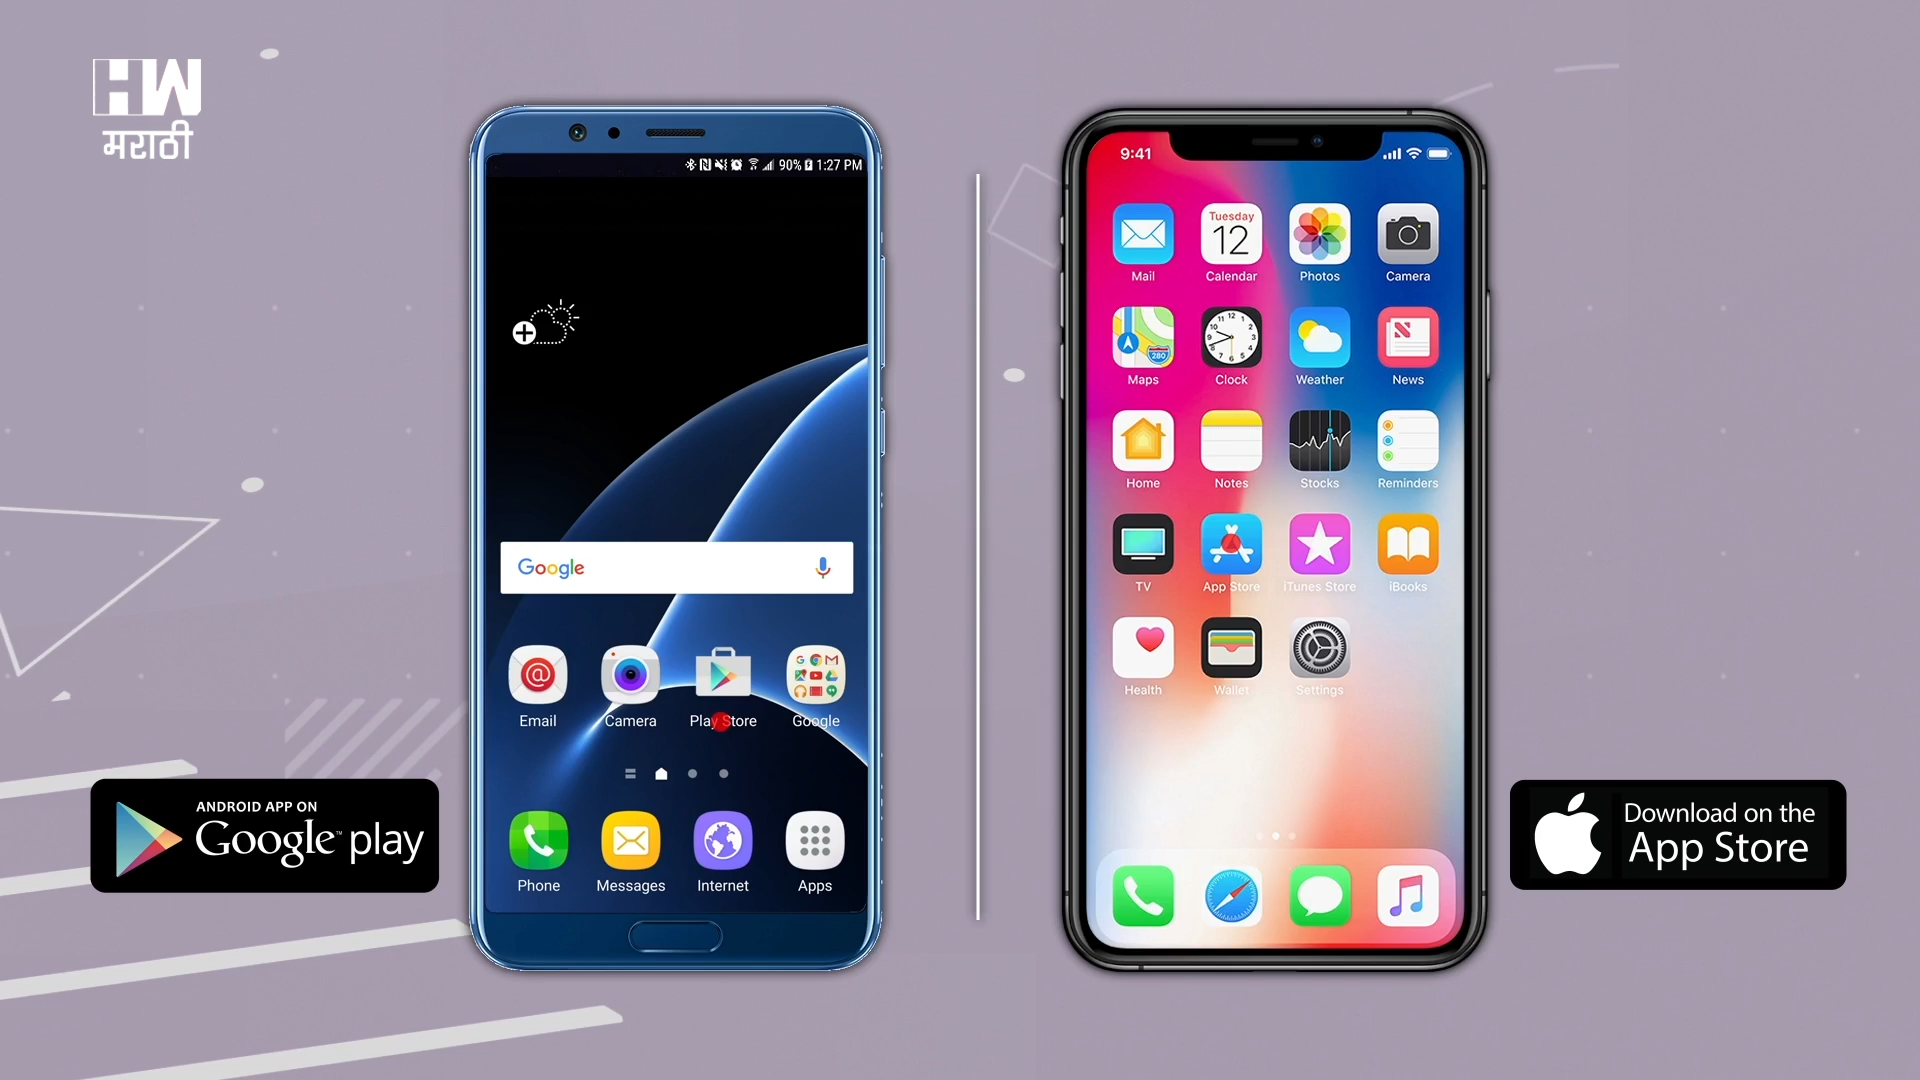 HW
मराठी
90% 1:27 PM
Google
Email Camera Play Store Google
Phone Messages Internet Apps
ANDROID APP ON
Google play
9:41
Tuesday
12
Mail Calendar Photos Camera
280
Maps Clock Weather News
Home Notes Stocks Reminders
TV App Store iTunes Store iBooks
Health Wallet Settings
Download on the
App Store